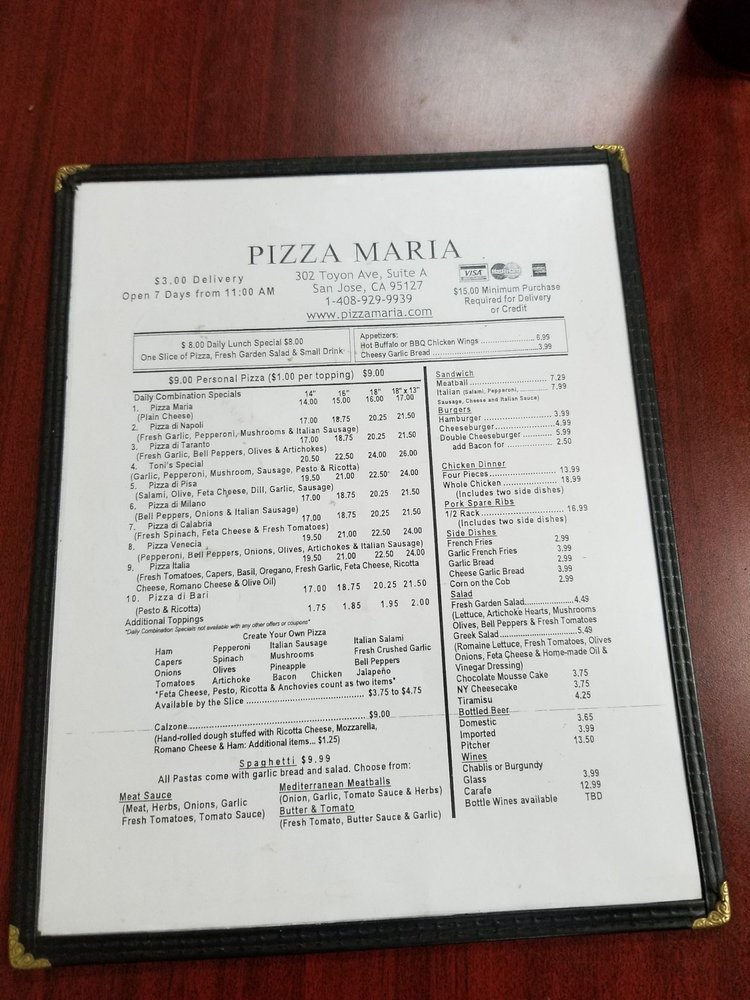 PIZZA MARIA
$3.00 Delivery
Open 7 Days from 11:00 AM
302 Toyon Ave, Suite A
San Jose, CA 95127
1-408-929-9939
www.pizzamaria.com
VISA MasterCard
$15.00 Minimum Purchase
Required for Delivery
or Credit
$ 8.00 Daily Lunch Special $8.00
One Slice of Pizza, Fresh Garden Salad & Small Drink
Appetizers:
Hot Buffalo or BBQ Chicken Wings ........ 6.99
Cheesy Garlic Bread ........ 3.99
$9.00 Personal Pizza ($1.00 per topping) $9.00
Daily Combination Specials 14" 16" 18" 18" x 13"
1. Pizza Maria 14.00 15.00 16.00 17.00
(Plain Cheese)
2. Pizza di Napoli 17.00 18.75 20.25 21.50
(Fresh Garlic, Pepperoni, Mushrooms & Italian Sausage)
3. Pizza di Taranto 17.00 18.75 20.25 21.50
(Fresh Garlic, Bell Peppers, Olives & Artichokes)
4. Toni's Special 20.50 22.50 24.00 26.00
(Garlic, Pepperoni, Mushroom, Sausage, Pesto & Ricotta)
5. Pizza di Pisa 19.50 21.00 22.50 24.00
(Salami, Olive, Feta Cheese, Dill, Garlic, Sausage)
6. Pizza di Milano 17.00 18.75 20.25 21.50
(Bell Peppers, Onions & Italian Sausage)
7. Pizza di Calabria 17.00 18.75 20.25 21.50
(Fresh Spinach, Feta Cheese & Fresh Tomatoes)
8. Pizza Venecia 19.50 21.00 22.50 24.00
(Pepperoni, Bell Peppers, Onions, Olives, Artichokes & Italian Sausage)
9. Pizza Italia 19.50 21.00 22.50 24.00
(Fresh Tomatoes, Capers, Basil, Oregano, Fresh Garlic, Feta Cheese, Ricotta
Cheese, Romano Cheese & Olive Oil)
10. Pizza di Bari 17.00 18.75 20.25 21.50
(Pesto & Ricotta)
Additional Toppings 1.75 1.85 1.95 2.00
*Daily Combination Specials not available with any other offers or coupons*
Create Your Own Pizza
Ham Pepperoni Italian Sausage Italian Salami
Capers Spinach Mushrooms Fresh Crushed Garlic
Onions Olives Pineapple Bell Peppers
Tomatoes Artichoke Bacon Chicken Jalapeño
*Feta Cheese, Pesto, Ricotta & Anchovies count as two items*
Available by the Slice ........ $3.75 to $4.75
Calzone ........ $9.00
(Hand-rolled dough stuffed with Ricotta Cheese, Mozzarella,
Romano Cheese & Ham: Additional items... $1.25)
Spaghetti $9.99
All Pastas come with garlic bread and salad. Choose from:
Meat Sauce
(Meat, Herbs, Onions, Garlic
Fresh Tomatoes, Tomato Sauce)
Mediterranean Meatballs
(Onion, Garlic, Tomato Sauce & Herbs)
Butter & Tomato
(Fresh Tomato, Butter Sauce & Garlic)
Sandwich
Meatball ........ 7.29
Italian (Salami, Pepperoni, ........ 7.99
Sausage, Cheese and Italian Sauce)
Burgers
Hamburger ........ 3.99
Cheeseburger ........ 4.99
Double Cheeseburger ........ 5.99
add Bacon for ........ 2.50
Chicken Dinner
Four Pieces ........ 13.99
Whole Chicken ........ 18.99
(Includes two side dishes)
Pork Spare Ribs
1/2 Rack ........ 16.99
(Includes two side dishes)
Side Dishes
French Fries 2.99
Garlic French Fries 3.99
Garlic Bread 2.99
Cheese Garlic Bread 3.99
Corn on the Cob 2.99
Salad
Fresh Garden Salad ........ 4.49
(Lettuce, Artichoke Hearts, Mushrooms
Olives, Bell Peppers & Fresh Tomatoes
Greek Salad ........ 5.49
(Romaine Lettuce, Fresh Tomatoes, Olives
Onions, Feta Cheese & Home-made Oil &
Vinegar Dressing)
Chocolate Mousse Cake 3.75
NY Cheesecake 3.75
Tiramisu 4.25
Bottled Beer
Domestic 3.65
Imported 3.99
Pitcher 13.50
Wines
Chablis or Burgundy
Glass 3.99
Carafe 12.99
Bottle Wines available TBD